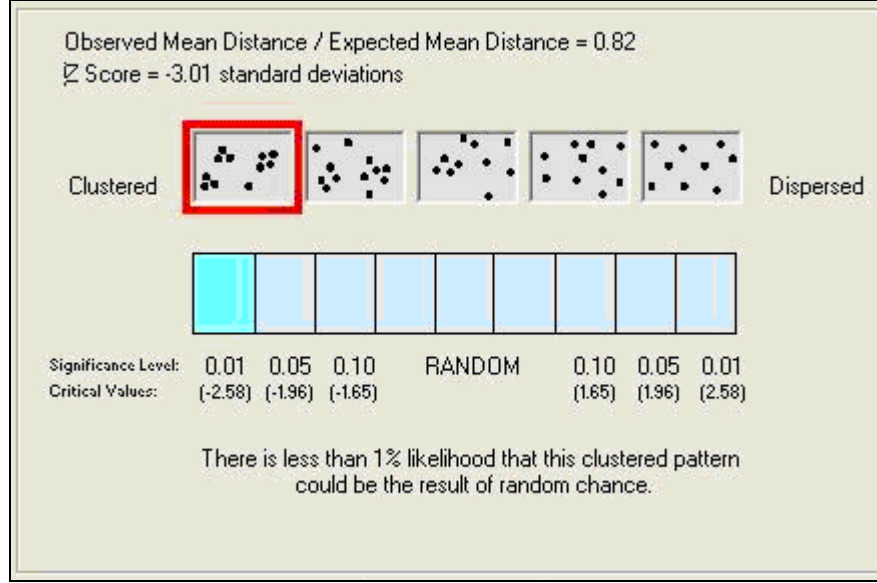 Observed Mean Distance / Expected Mean Distance = 0.82
Z Score = -3.01 standard deviations
Clustered
Dispersed
Significance Level: 0.01 0.05 0.10 RANDOM 0.10 0.05 0.01
Critical Values: (-2.58) (-1.96) (-1.65) (1.65) (1.96) (2.58)
There is less than 1% likelihood that this clustered pattern
could be the result of random chance.